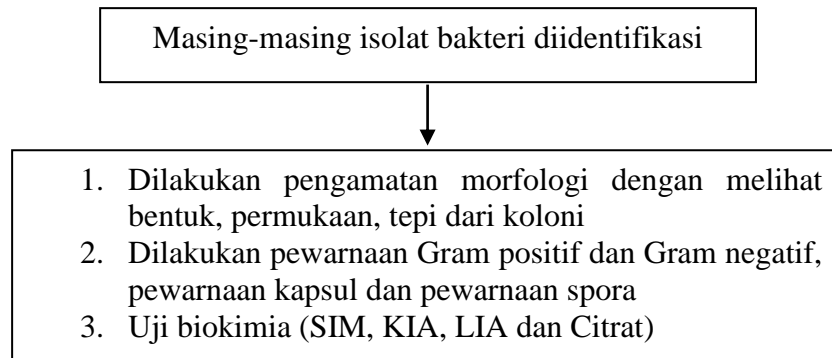 Masing-masing isolat bakteri diidentifikasi
1. Dilakukan pengamatan morfologi dengan melihat
bentuk, permukaan, tepi dari koloni
2. Dilakukan pewarnaan Gram positif dan Gram negatif,
pewarnaan kapsul dan pewarnaan spora
3. Uji biokimia (SIM, KIA, LIA dan Citrat)